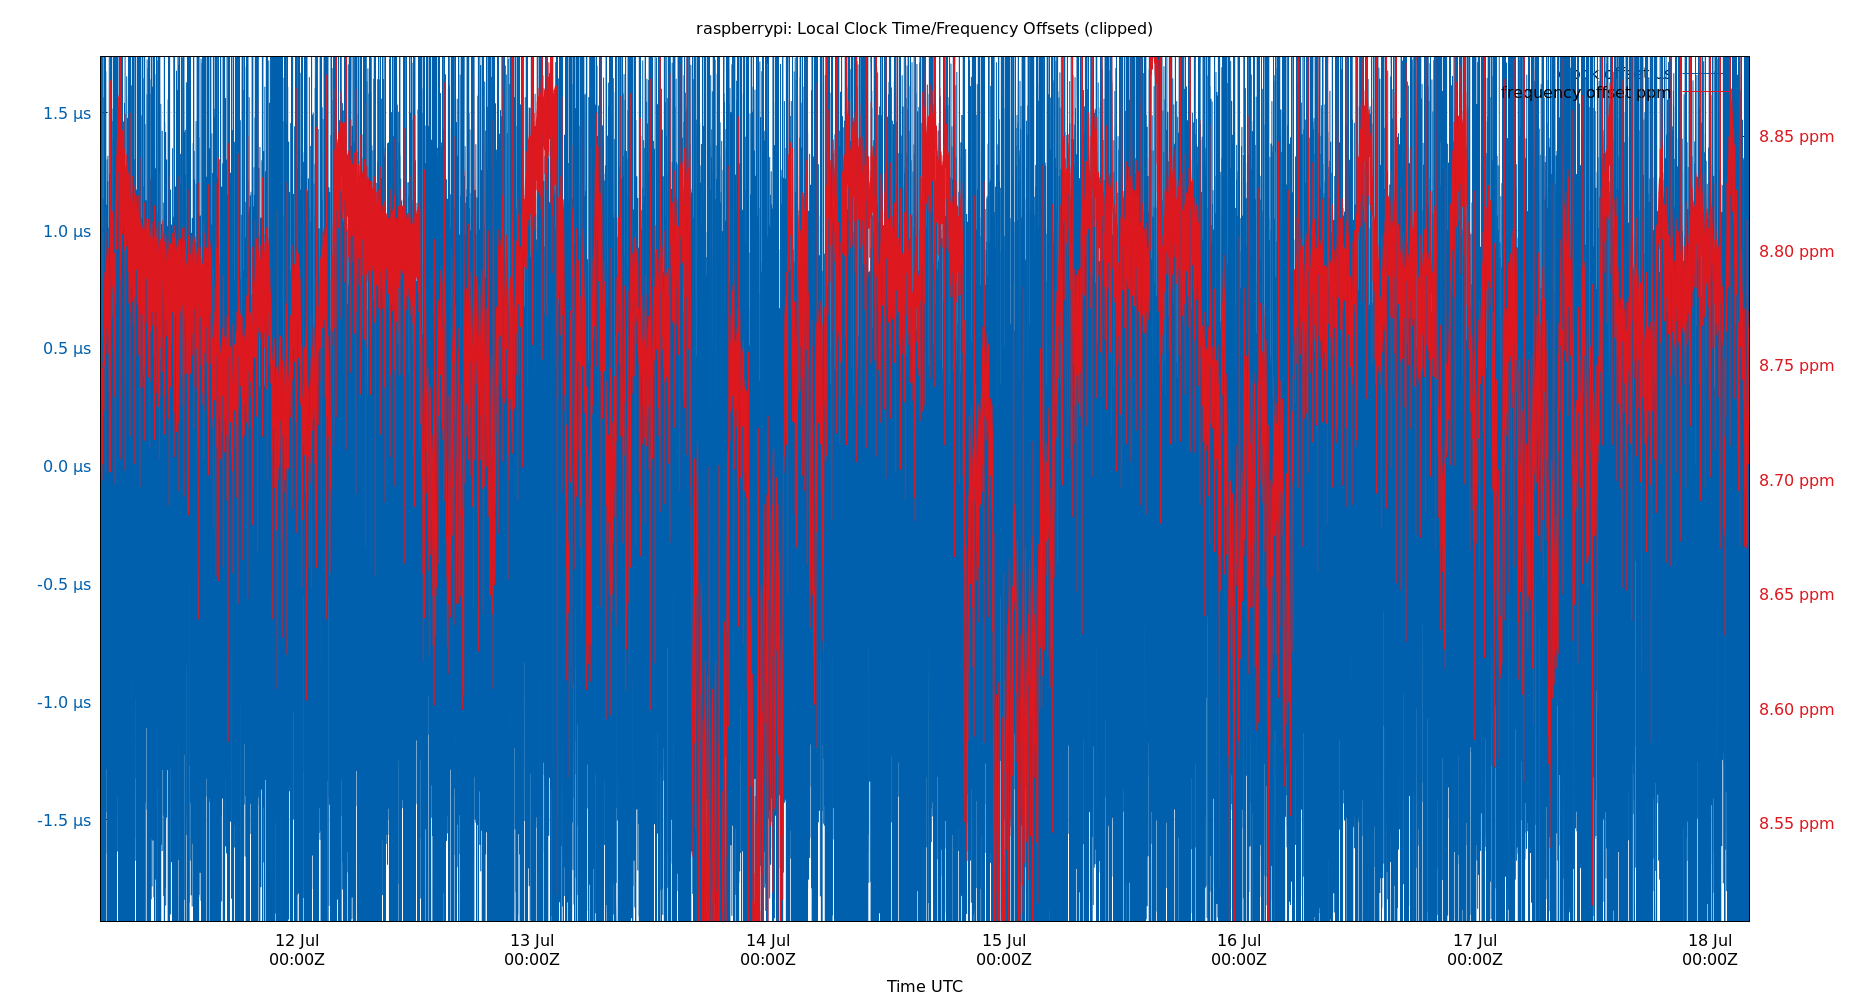 raspberrypi: Local Clock Time/Frequency Offsets (clipped)
clock offset µs
frequency offset ppm
1.5 µs
1.0 µs
0.5 µs
0.0 µs
-0.5 µs
-1.0 µs
-1.5 µs
8.85 ppm
8.80 ppm
8.75 ppm
8.70 ppm
8.65 ppm
8.60 ppm
8.55 ppm
12 Jul 13 Jul 14 Jul 15 Jul 16 Jul 17 Jul 18 Jul
00:00Z 00:00Z 00:00Z 00:00Z 00:00Z 00:00Z 00:00Z
Time UTC